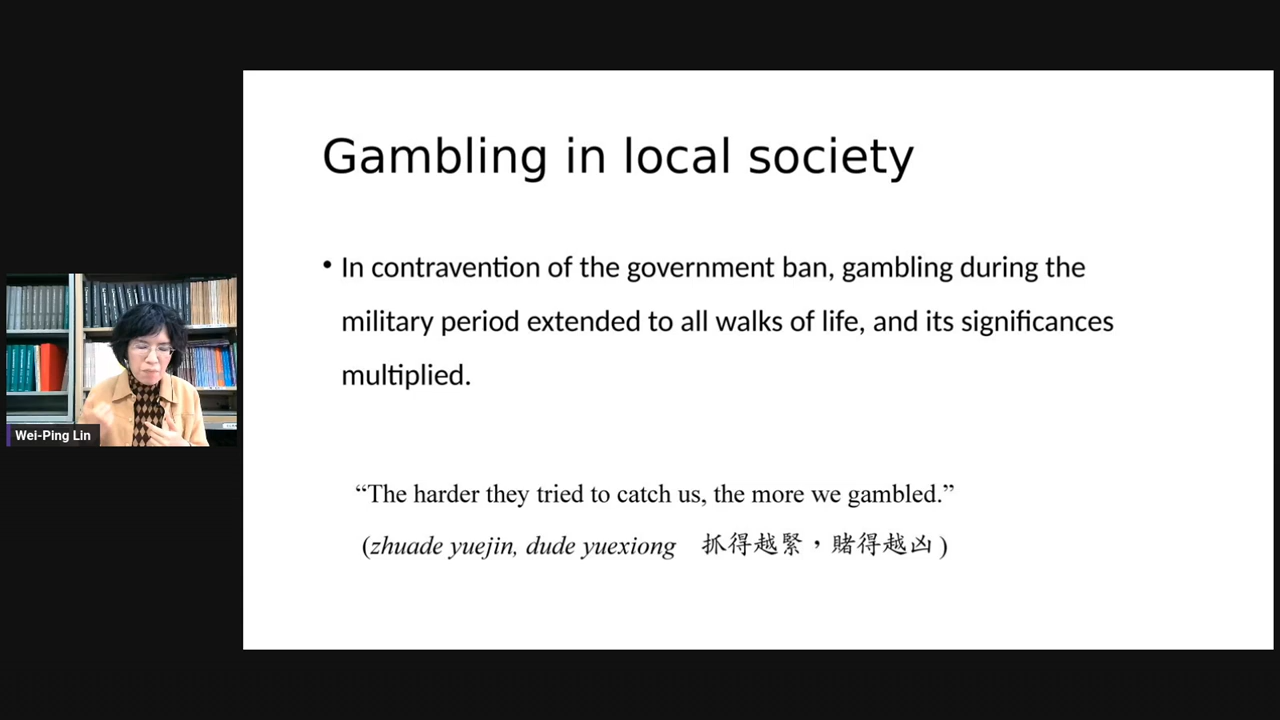 Gambling in local society
• In contravention of the government ban, gambling during the
military period extended to all walks of life, and its significances
multiplied.
“The harder they tried to catch us, the more we gambled.”
(zhuade yuejin, dude yuexiong 抓得越緊，賭得越凶)
Wei-Ping Lin